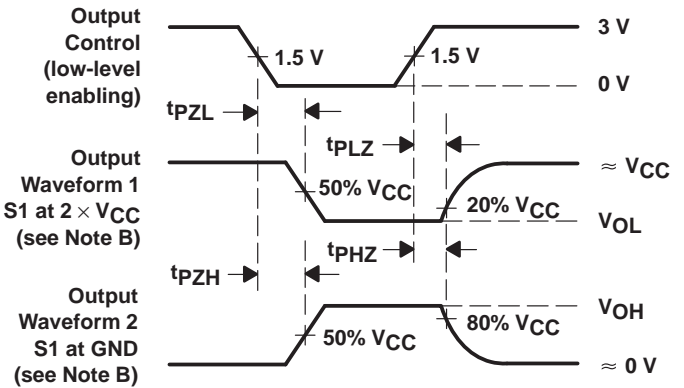 Output
Control
(low-level
enabling)
1.5 V
1.5 V
3 V
0 V
tPZL
tPLZ
Output
Waveform 1
S1 at 2 × VCC
(see Note B)
50% VCC
20% VCC
≈ VCC
VOL
tPZH
tPHZ
Output
Waveform 2
S1 at GND
(see Note B)
50% VCC
80% VCC
VOH
≈ 0 V